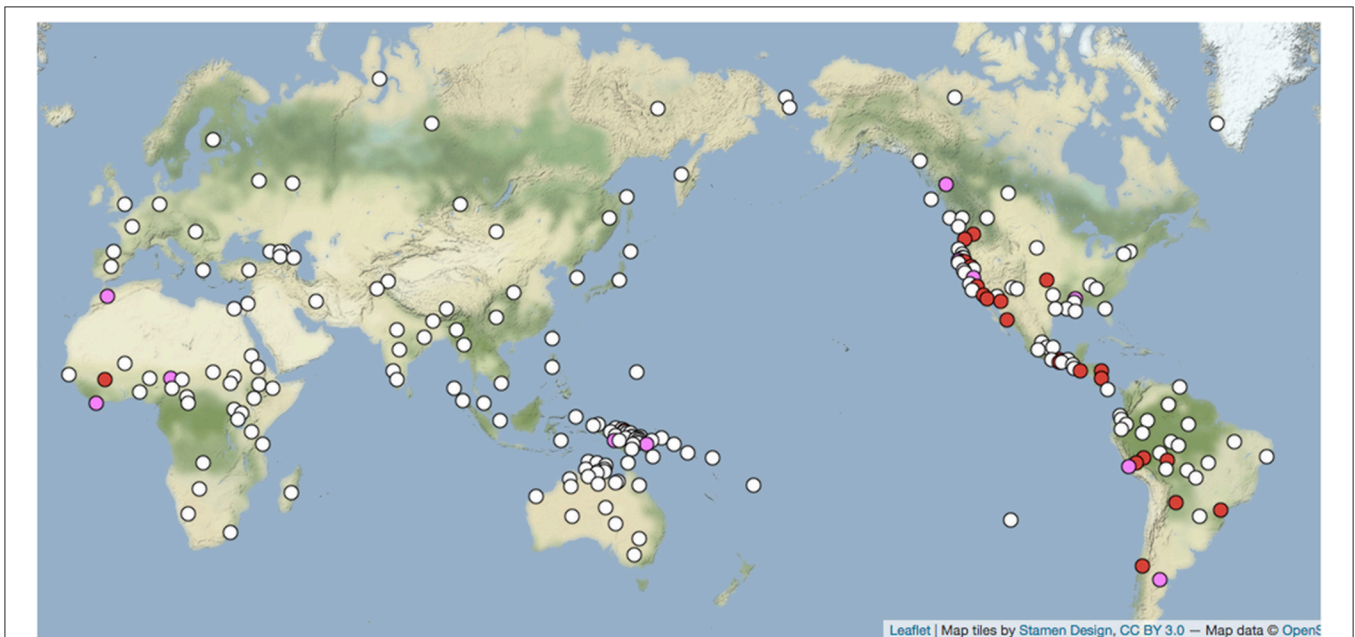 Leaflet | Map tiles by Stamen Design, CC BY 3.0 — Map data © OpenS